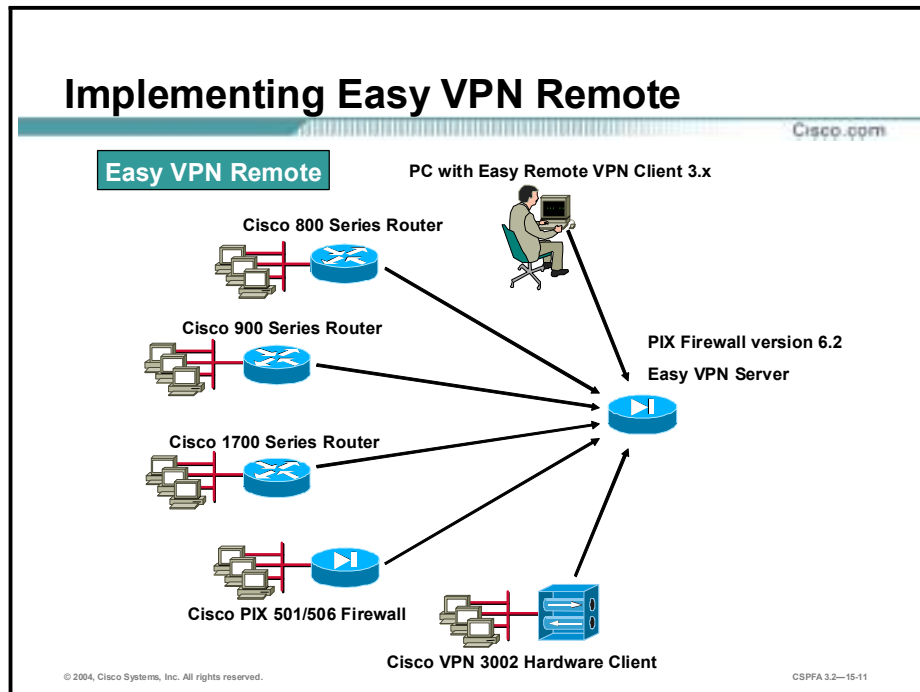 Implementing Easy VPN Remote
Cisco.com
Easy VPN Remote
PC with Easy Remote VPN Client 3.x
Cisco 800 Series Router
Cisco 900 Series Router
PIX Firewall version 6.2
Easy VPN Server
Cisco 1700 Series Router
Cisco PIX 501/506 Firewall
Cisco VPN 3002 Hardware Client
© 2004, Cisco Systems, Inc. All rights reserved.
CSPFA 3.2—15-11